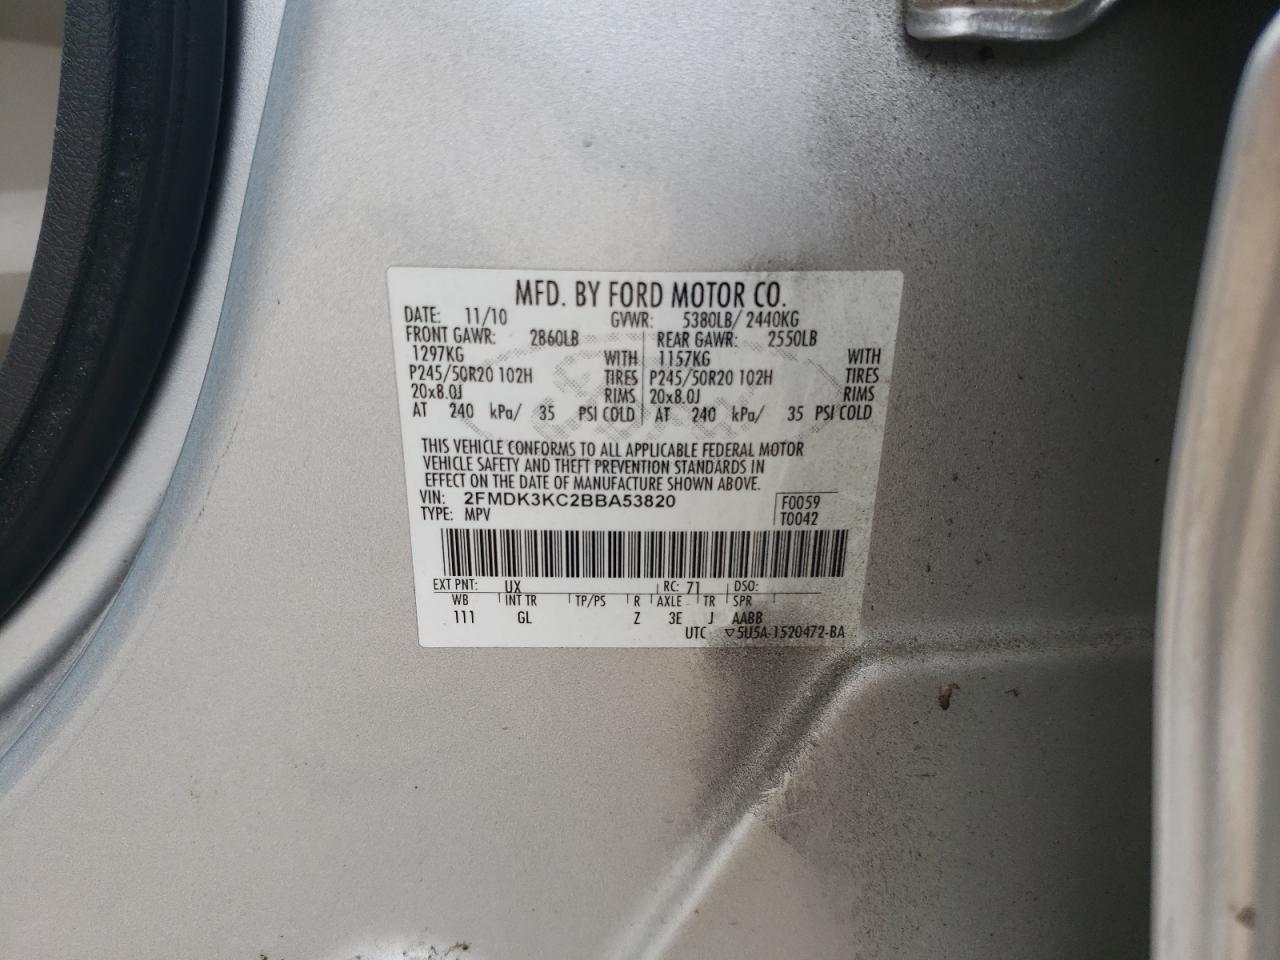 MFD. BY FORD MOTOR CO.
DATE: 11/10 GVWR: 5380LB/ 2440KG
FRONT GAWR: 2860LB REAR GAWR: 2550LB
1297KG WITH 1157KG WITH
P245/50R20 102H TIRES P245/50R20 102H TIRES
20x8.0J RIMS 20x8.0J RIMS
AT 240 kPa/ 35 PSI COLD AT 240 kPa/ 35 PSI COLD
THIS VEHICLE CONFORMS TO ALL APPLICABLE FEDERAL MOTOR
VEHICLE SAFETY AND THEFT PREVENTION STANDARDS IN
EFFECT ON THE DATE OF MANUFACTURE SHOWN ABOVE.
VIN: 2FMDK3KC2BBA53820 F0059
TYPE: MPV T0042
EXT PNT: UX RC: 71 DSO:
WB INT TR TP/PS R AXLE TR SPR
111 GL Z 3E J AABB
UTC ▽5U5A-1520472-BA